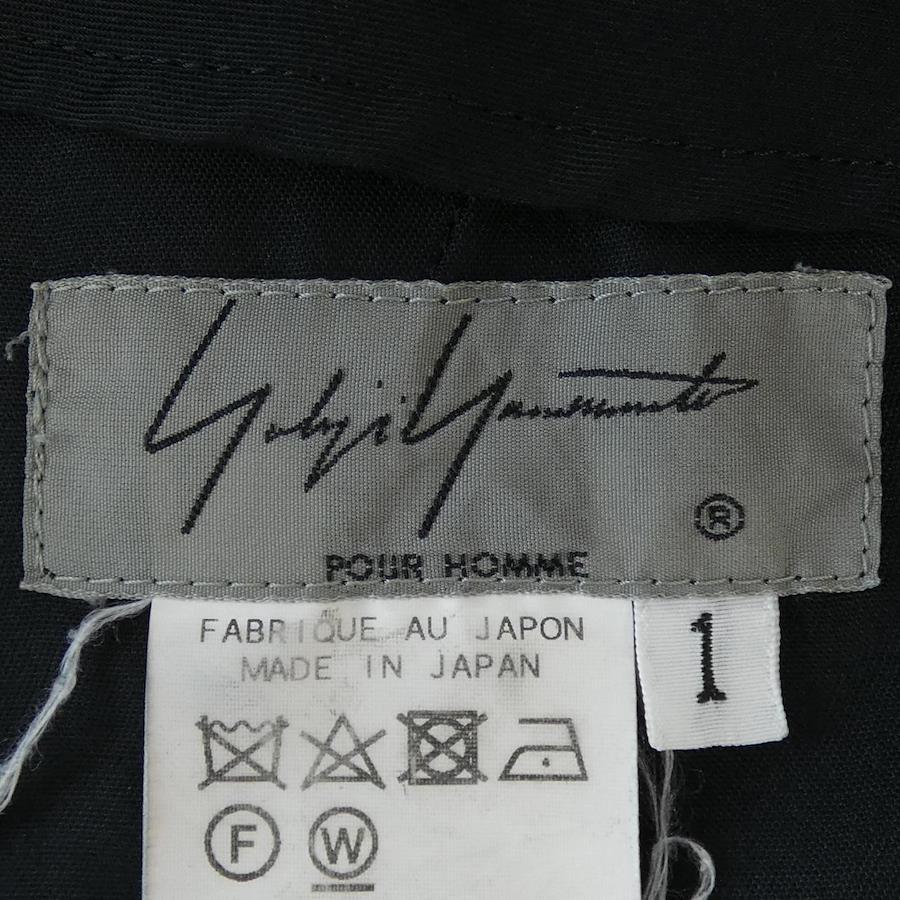 Yohji Yamamoto
®
POUR HOMME
FABRIQUE AU JAPON
MADE IN JAPAN
1
F W